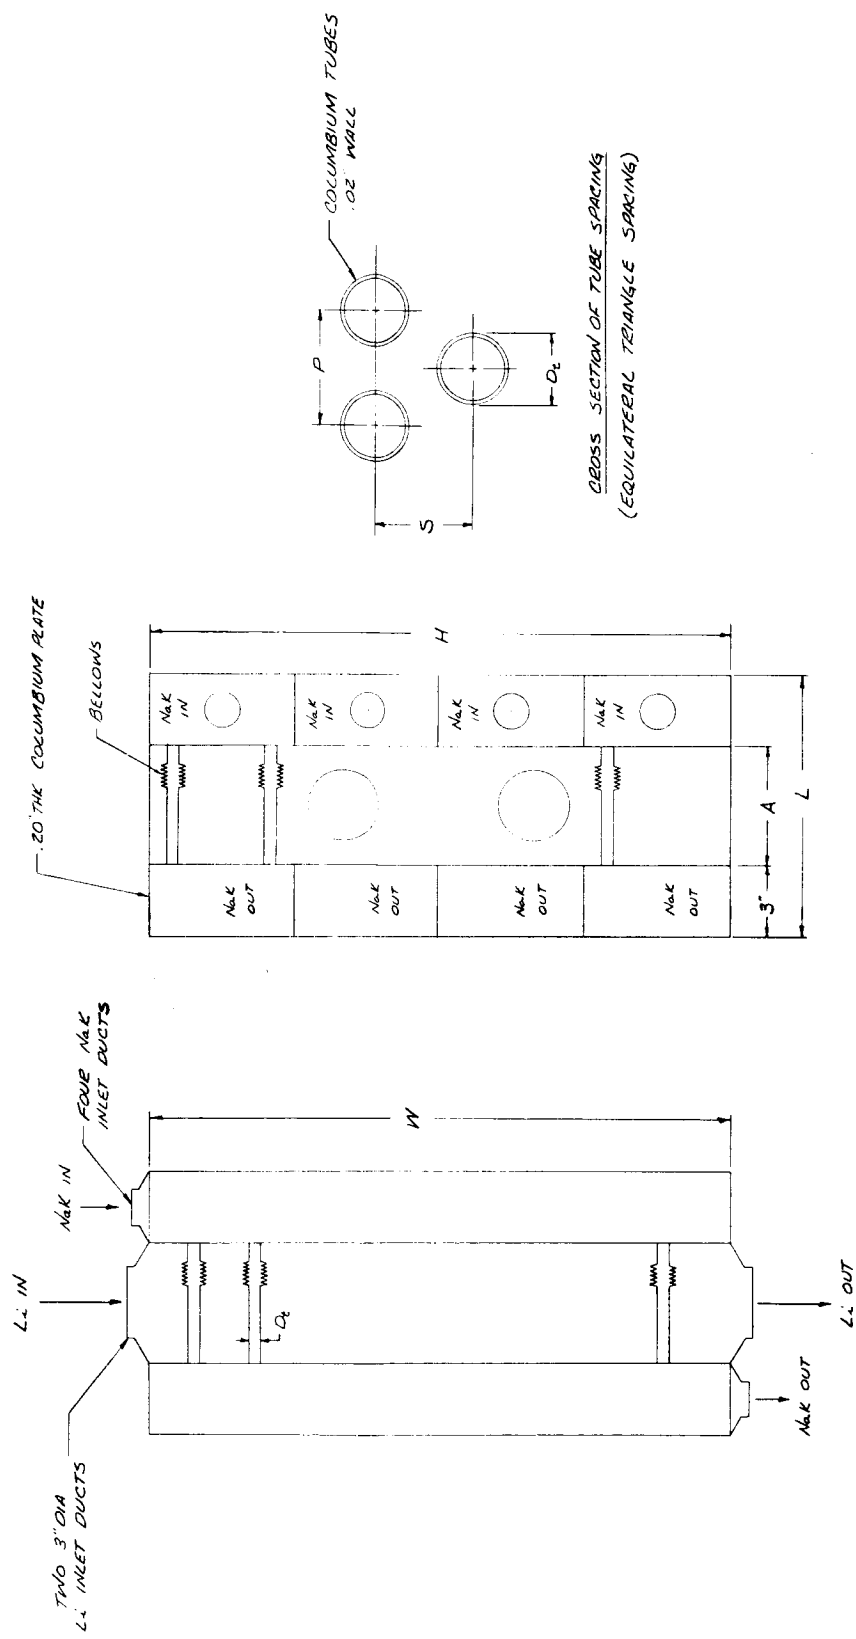 TWO 3" DIA
Li INLET DUCTS
Li IN
NaK IN
FOUR NaK
INLET DUCTS
Dt
W
NaK OUT
Li OUT
.20" THK COLUMBIUM PLATE
BELLOWS
NaK
IN
NaK
IN
NaK
IN
NaK
IN
NaK
OUT
NaK
OUT
NaK
OUT
NaK
OUT
H
3"
A
L
COLUMBIUM TUBES
.02" WALL
P
S
Dt
CROSS SECTION OF TUBE SPACING
(EQUILATERAL TRIANGLE SPACING)